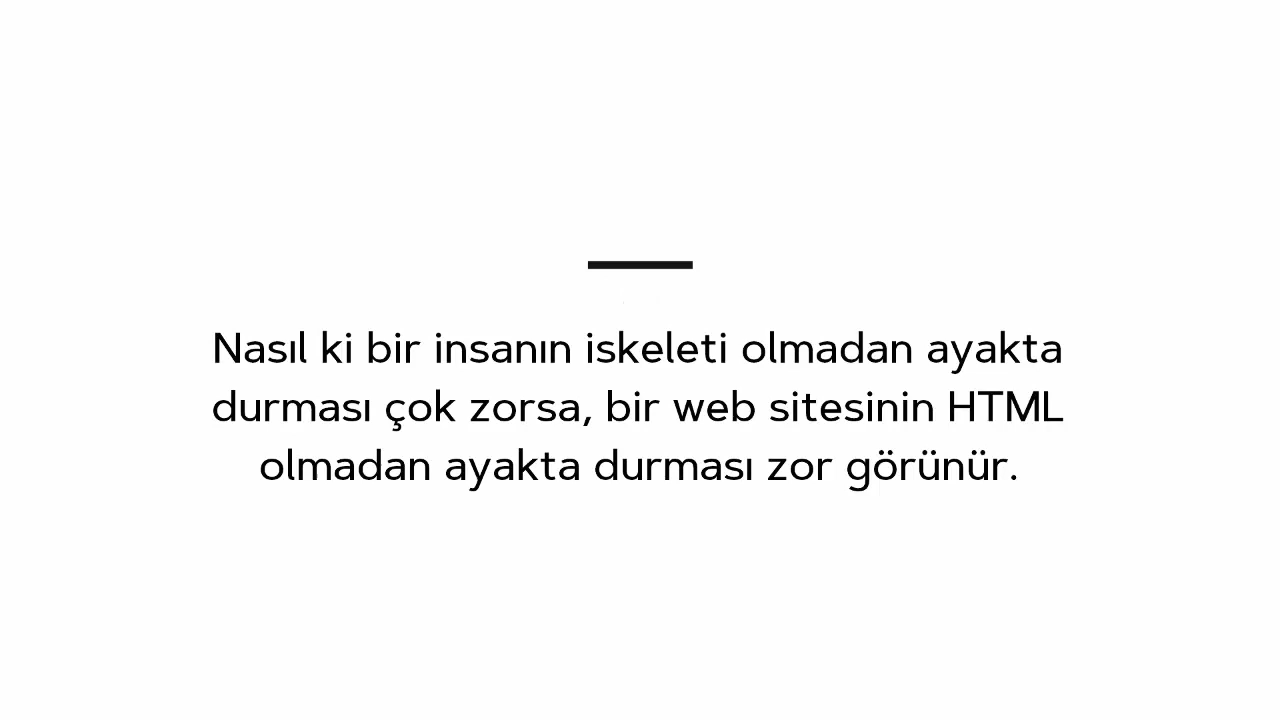 Nasıl ki bir insanın iskeleti olmadan ayakta
durması çok zorsa, bir web sitesinin HTML
olmadan ayakta durması zor görünür.